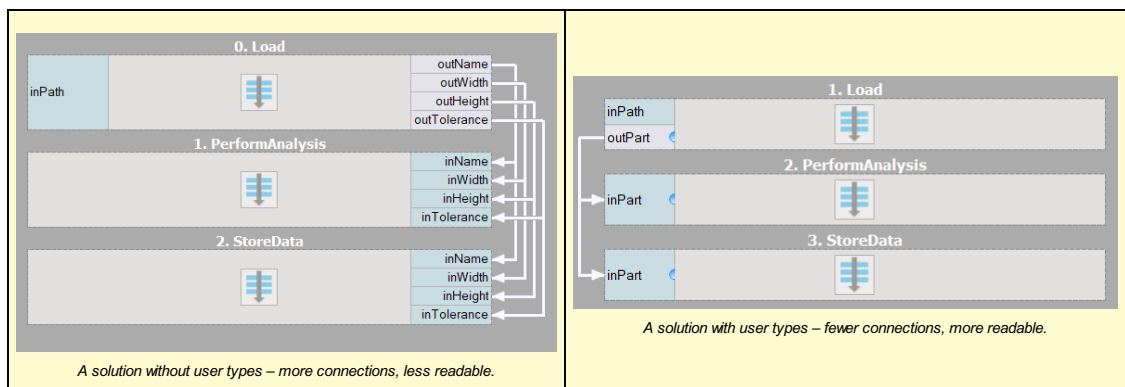 0. Load
inPath
outName
outWidth
outHeight
outTolerance
1. PerformAnalysis
inName
inWidth
inHeight
inTolerance
2. StoreData
inName
inWidth
inHeight
inTolerance
A solution without user types – more connections, less readable.
1. Load
inPath
outPart
2. PerformAnalysis
inPart
3. StoreData
inPart
A solution with user types – fewer connections, more readable.